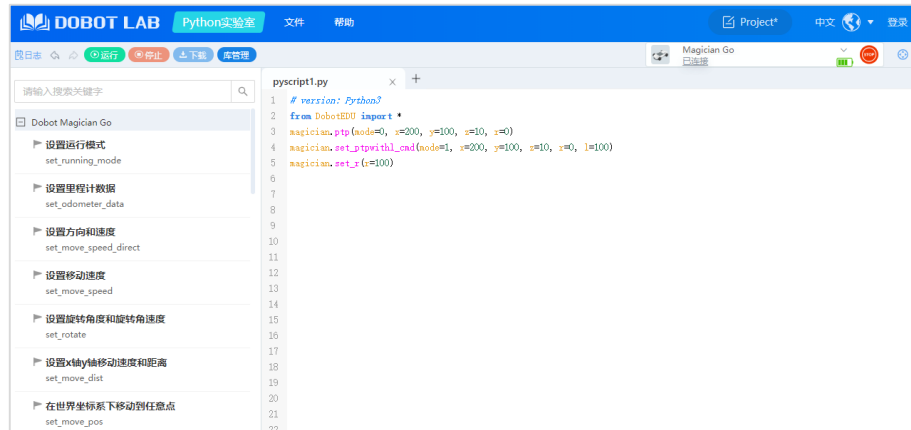 DOBOT LAB Python实验室 文件 帮助 Project* 中文 登录
日志 运行 停止 下载 库管理 Magician Go
已连接 STOP
请输入搜索关键字
Dobot Magician Go
设置运行模式
set_running_mode
设置里程计数据
set_odometer_data
设置方向和速度
set_move_speed_direct
设置移动速度
set_move_speed
设置旋转角度和旋转角速度
set_rotate
设置x轴y轴移动速度和距离
set_move_dist
在世界坐标系下移动到任意点
set_move_pos
pyscript1.py × +
1 # version: Python3
2 from DobotEDU import *
3 magician.ptp(mode=0, x=200, y=100, z=10, r=0)
4 magician.set_ptpwithl_cmd(mode=1, x=200, y=100, z=10, r=0, l=100)
5 magician.set_r(r=100)
6
7
8
9
10
11
12
13
14
15
16
17
18
19
20
21
22